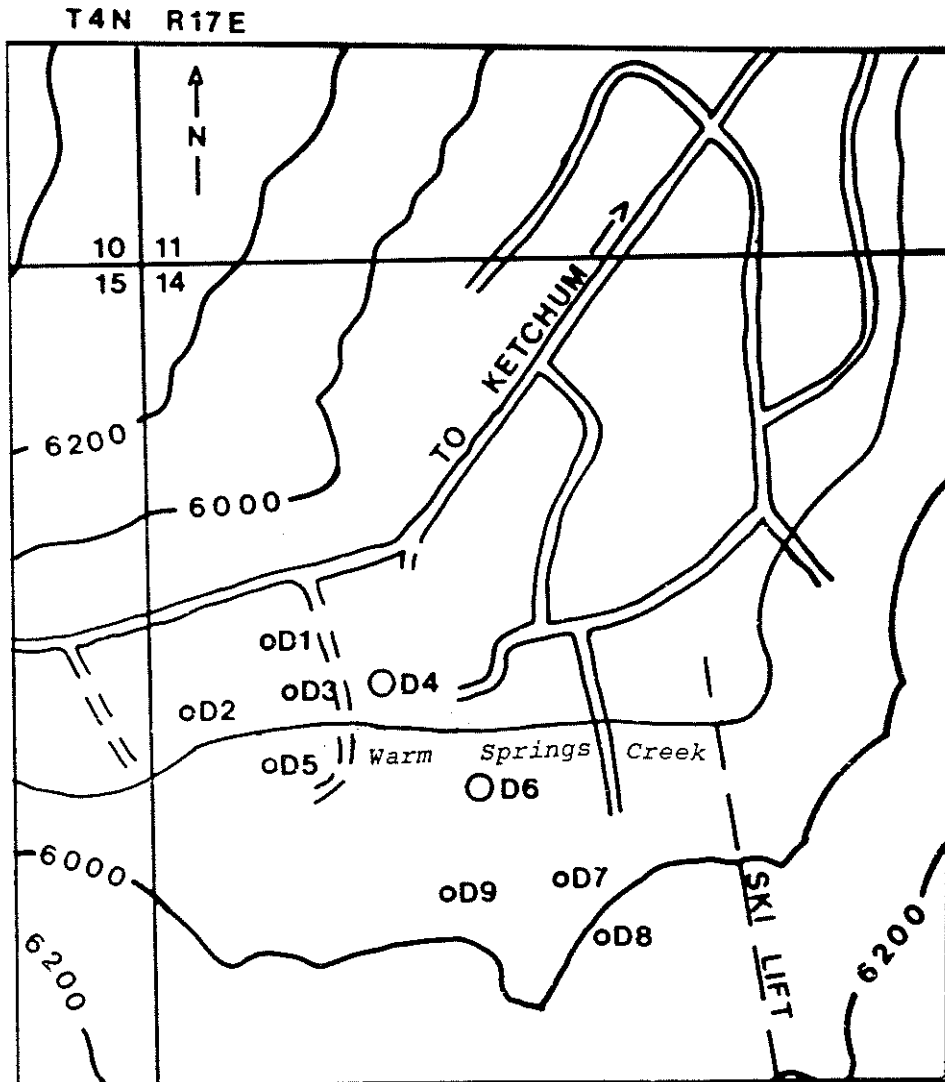 T4N R17E
N
10 11
15 14
TO KETCHUM
6200
6000
D1
D3 D4
D2
D5 Warm Springs Creek
D6
6000
D7
D9
D8
SKI LIFT
6200
6200